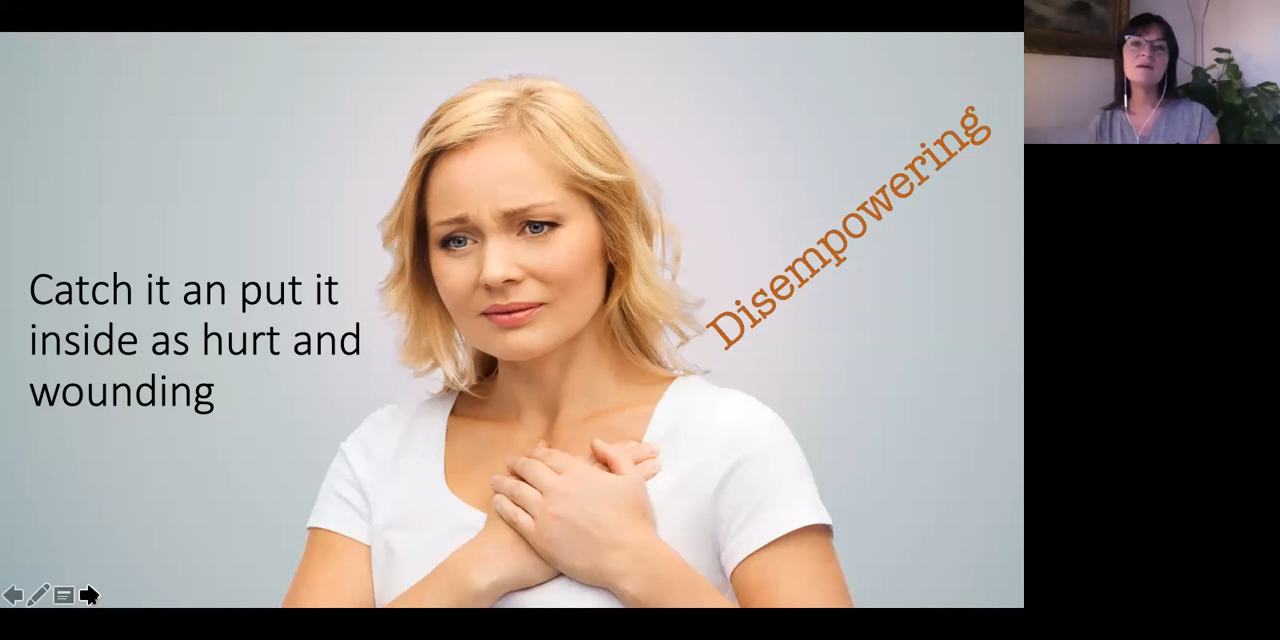 Catch it an put it
inside as hurt and
wounding
Disempowering